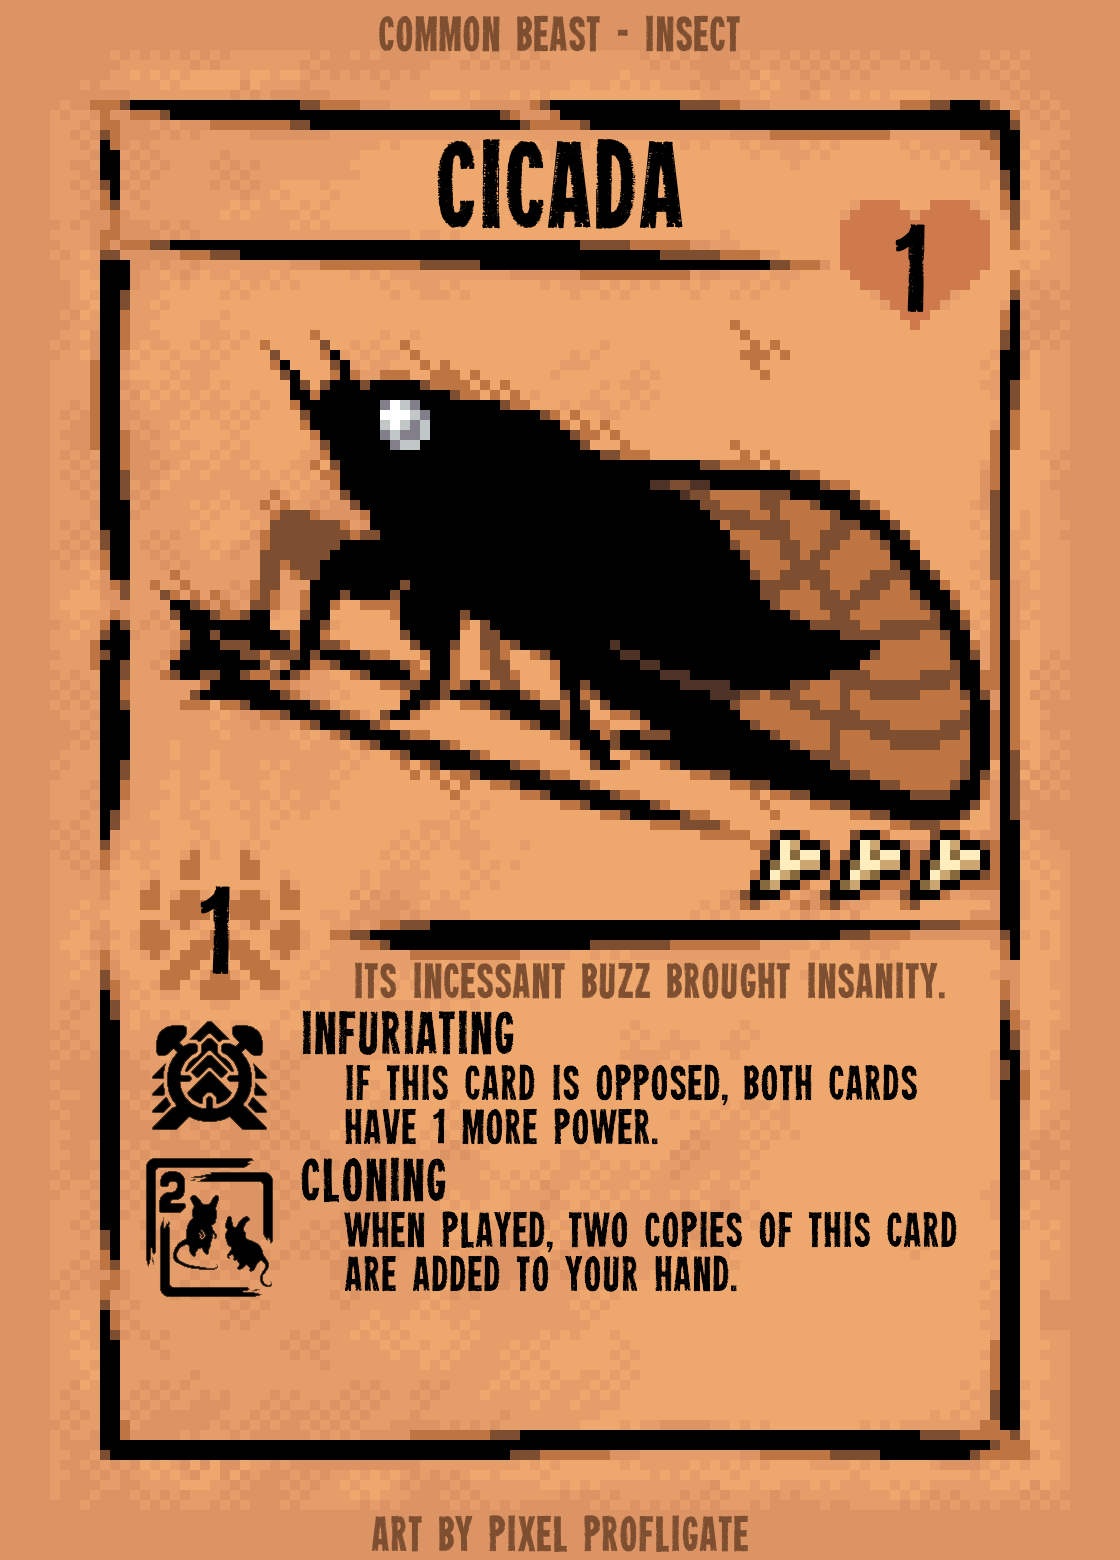 COMMON BEAST - INSECT
CICADA
1
1
ITS INCESSANT BUZZ BROUGHT INSANITY.
INFURIATING
IF THIS CARD IS OPPOSED, BOTH CARDS
HAVE 1 MORE POWER.
2
CLONING
WHEN PLAYED, TWO COPIES OF THIS CARD
ARE ADDED TO YOUR HAND.
ART BY PIXEL PROFLIGATE